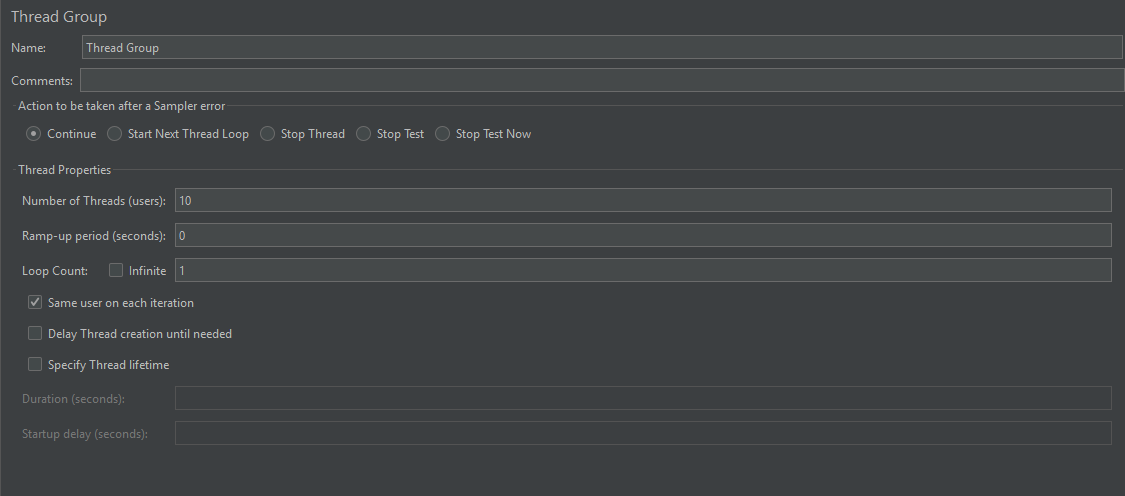 Thread Group
Name: Thread Group
Comments:
Action to be taken after a Sampler error
Continue Start Next Thread Loop Stop Thread Stop Test Stop Test Now
Thread Properties
Number of Threads (users): 10
Ramp-up period (seconds): 0
Loop Count: Infinite 1
Same user on each iteration
Delay Thread creation until needed
Specify Thread lifetime
Duration (seconds):
Startup delay (seconds):